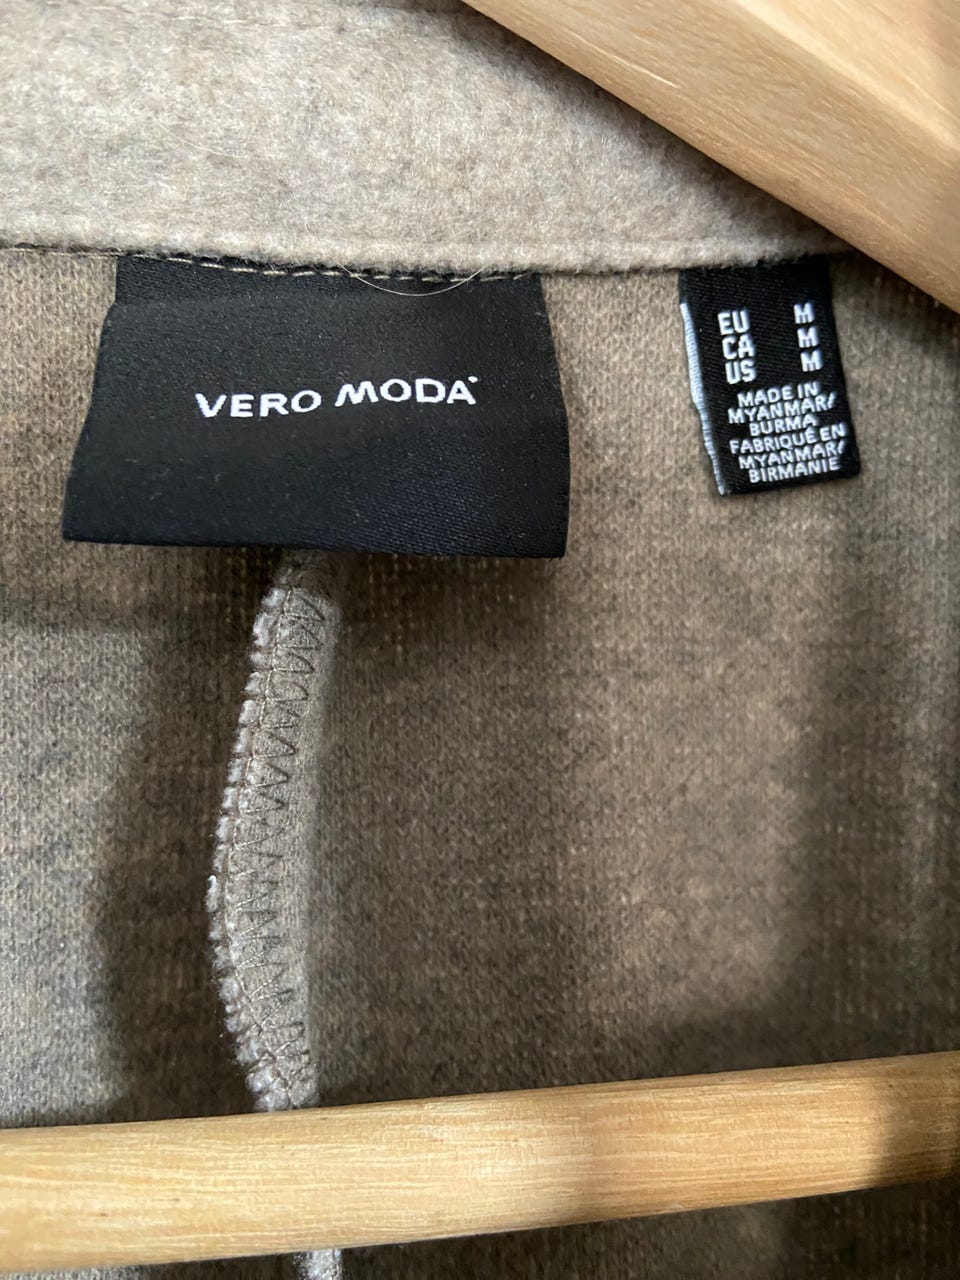 VERO MODA
EU M
CA M
US M
MADE IN
MYANMAR/
BURMA
FABRIQUÉ EN
MYANMAR/
BIRMANIE